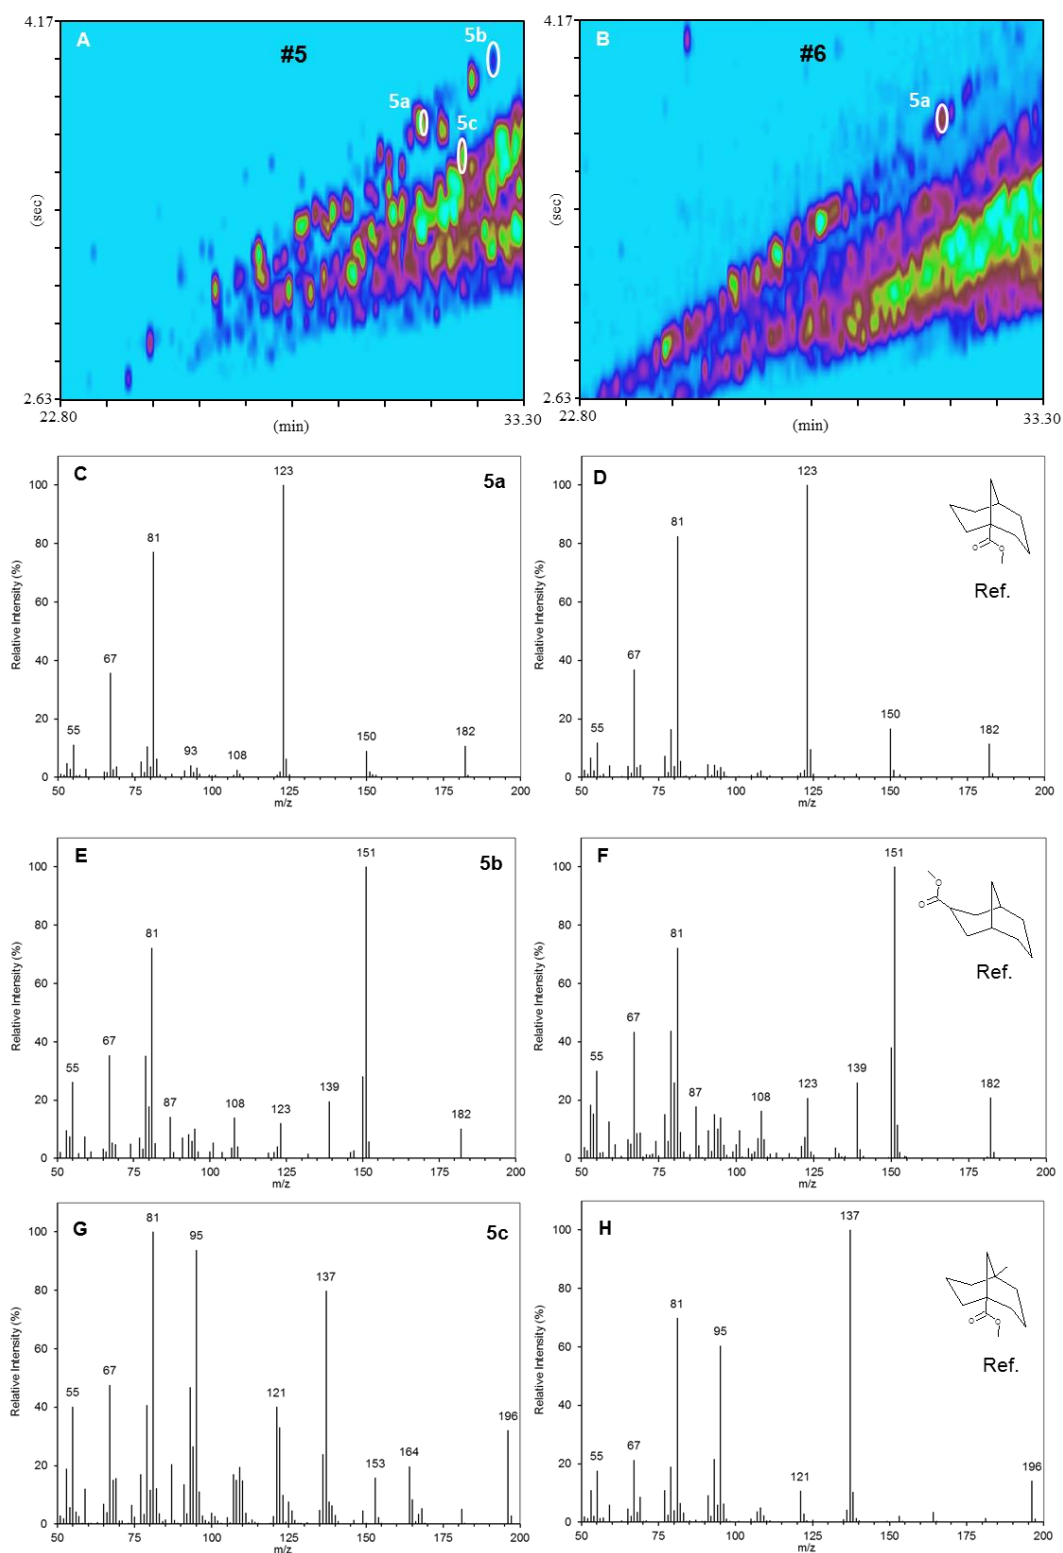 4.17
A
#5
5b
5a
5c
(sec)
2.63
22.80
(min)
33.30
4.17
B
#6
5a
(sec)
2.63
22.80
(min)
33.30
C
5a
Relative Intensity (%)
100
80
60
40
20
0
123
81
67
55
93
108
150
182
50 75 100 125 150 175 200
m/z
D
Ref.
O
O
Relative Intensity (%)
100
80
60
40
20
0
123
81
67
55
150
182
50 75 100 125 150 175 200
m/z
E
5b
Relative Intensity (%)
100
80
60
40
20
0
151
81
67
55
87
108
123
139
182
50 75 100 125 150 175 200
m/z
F
Ref.
O
O
Relative Intensity (%)
100
80
60
40
20
0
151
81
67
55
87
108
123
139
182
50 75 100 125 150 175 200
m/z
G
5c
Relative Intensity (%)
100
80
60
40
20
0
81
95
137
67
55
121
153
164
196
50 75 100 125 150 175 200
m/z
H
Ref.
O
O
Relative Intensity (%)
100
80
60
40
20
0
137
81
95
67
55
121
196
50 75 100 125 150 175 200
m/z